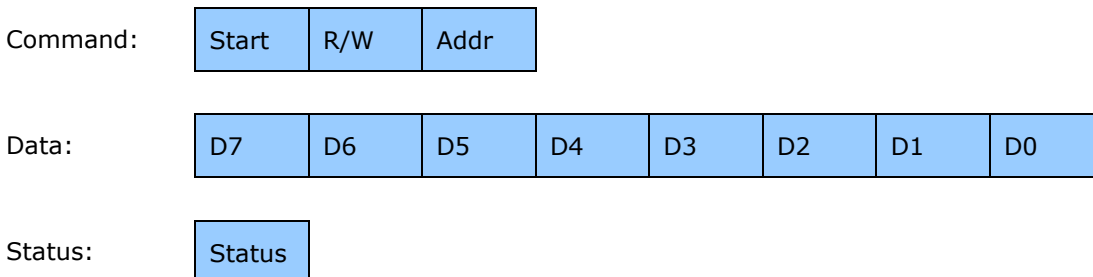 Command: Start R/W Addr
Data: D7 D6 D5 D4 D3 D2 D1 D0
Status: Status